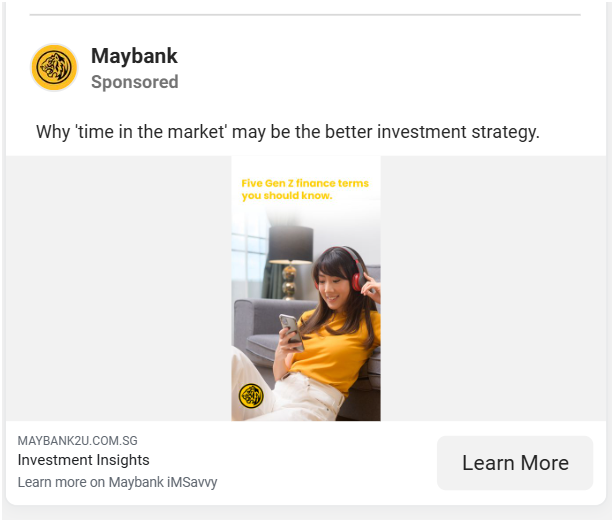 Maybank
Sponsored
Why 'time in the market' may be the better investment strategy.
Five Gen Z finance terms
you should know.
MAYBANK2U.COM.SG
Investment Insights
Learn more on Maybank iMSavvy
Learn More